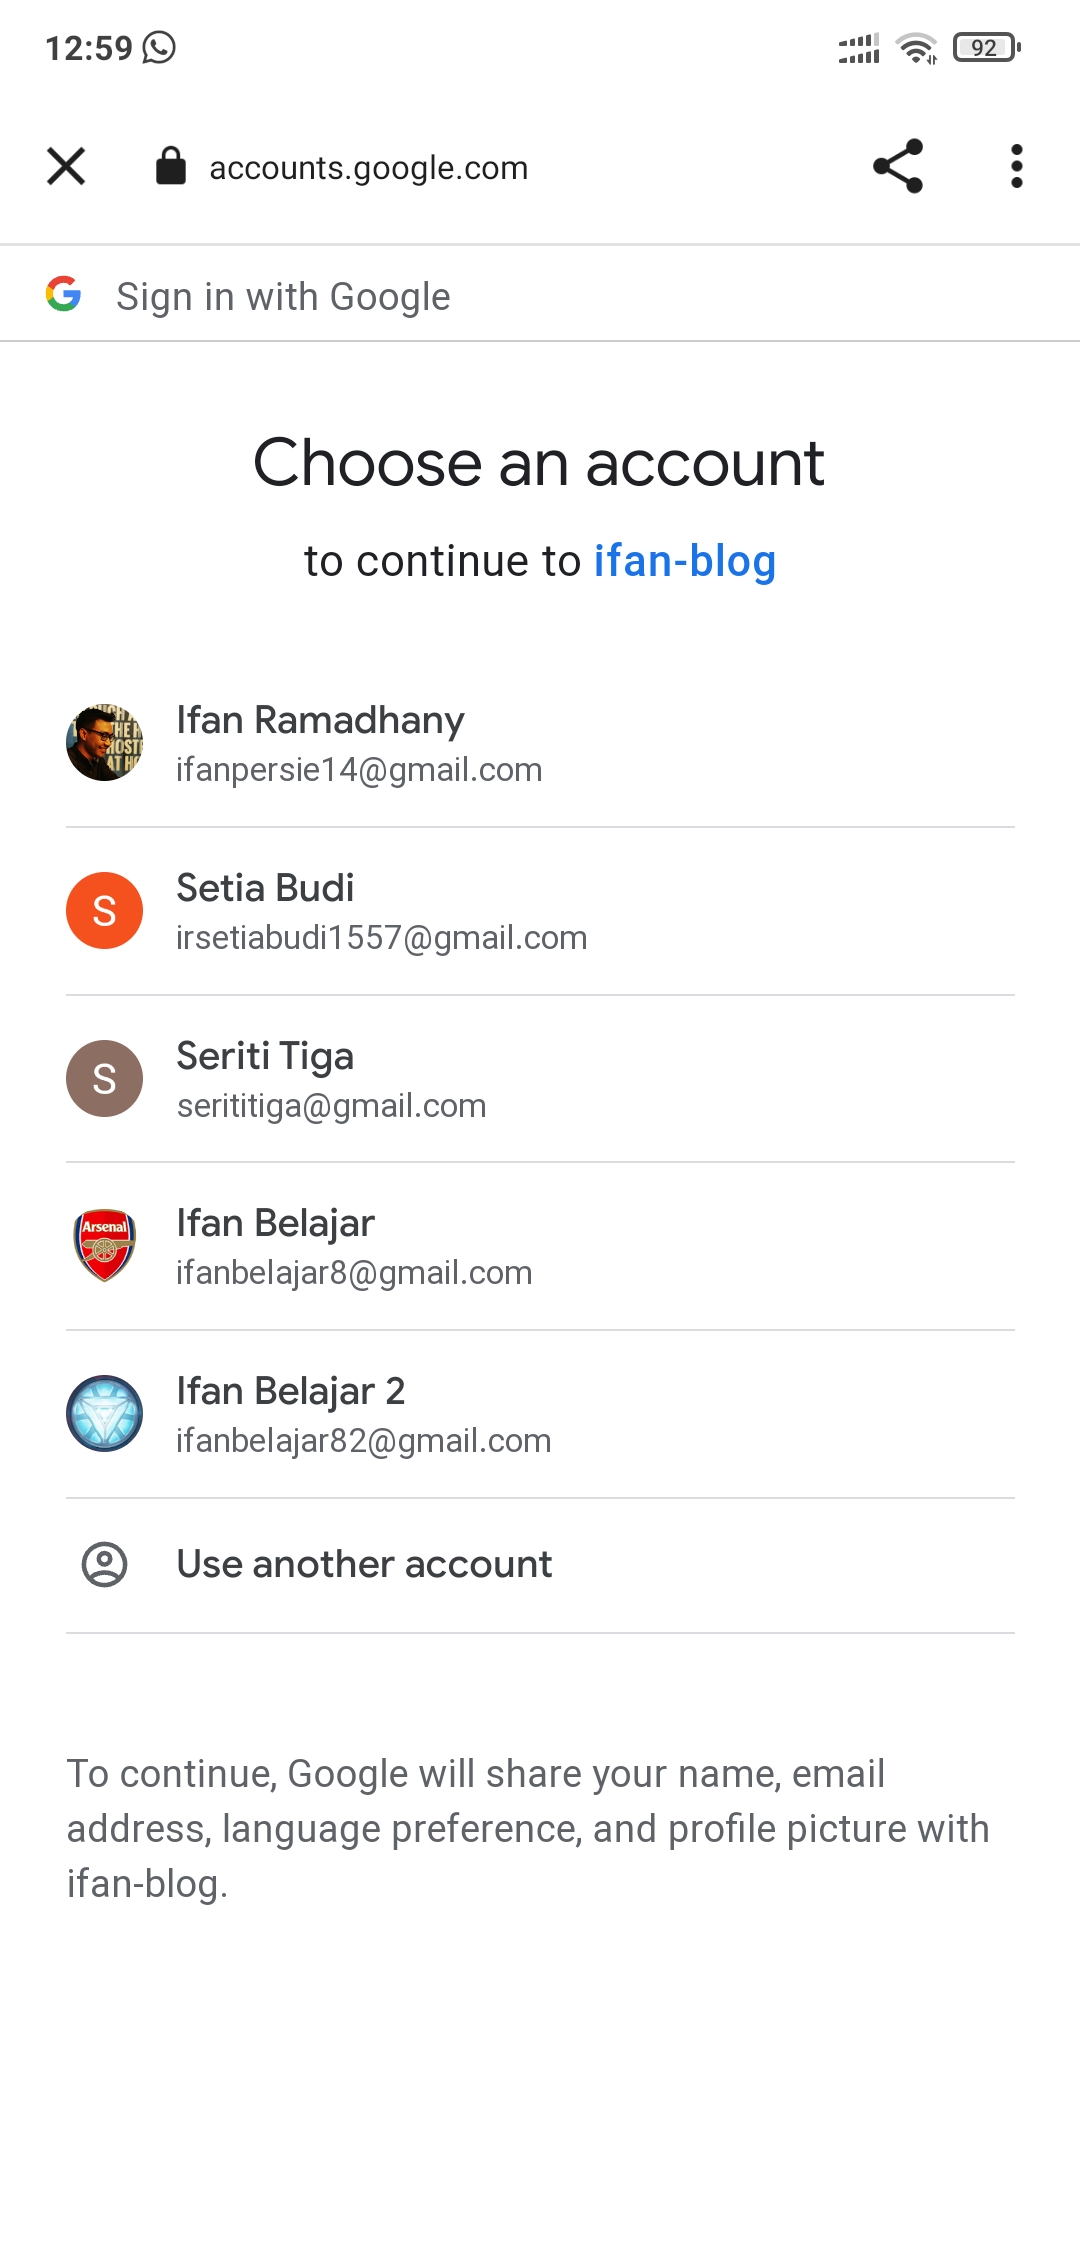 12:59
92
accounts.google.com
Sign in with Google
Choose an account
to continue to ifan-blog
Ifan Ramadhany
ifanpersie14@gmail.com
S
Setia Budi
irsetiabudi1557@gmail.com
S
Seriti Tiga
serititiga@gmail.com
Arsenal
Ifan Belajar
ifanbelajar8@gmail.com
Ifan Belajar 2
ifanbelajar82@gmail.com
Use another account
To continue, Google will share your name, email
address, language preference, and profile picture with
ifan-blog.